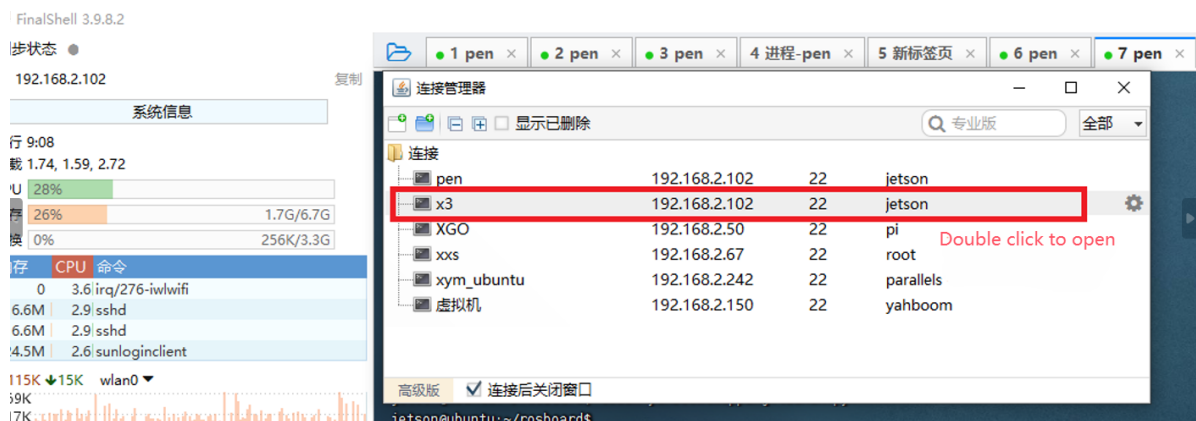 FinalShell 3.9.8.2
步状态
192.168.2.102 复制
系统信息
行 9:08
载 1.74, 1.59, 2.72
PU 28%
存 26% 1.7G/6.7G
换 0% 256K/3.3G
内存 CPU 命令
0 3.6 irq/276-iwlwifi
6.6M 2.9 sshd
6.6M 2.9 sshd
24.5M 2.6 sunloginclient
115K 15K wlan0
69K
17K
1 pen
2 pen
3 pen
4 进程-pen
5 新标签页
6 pen
7 pen
连接管理器
显示已删除 专业版 全部
连接
pen 192.168.2.102 22 jetson
x3 192.168.2.102 22 jetson
XGO 192.168.2.50 22 pi
Double click to open
xxs 192.168.2.67 22 root
xym_ubuntu 192.168.2.242 22 parallels
虚拟机 192.168.2.150 22 yahboom
高级版 连接后关闭窗口
jetson@ubuntu:~/rosboard$